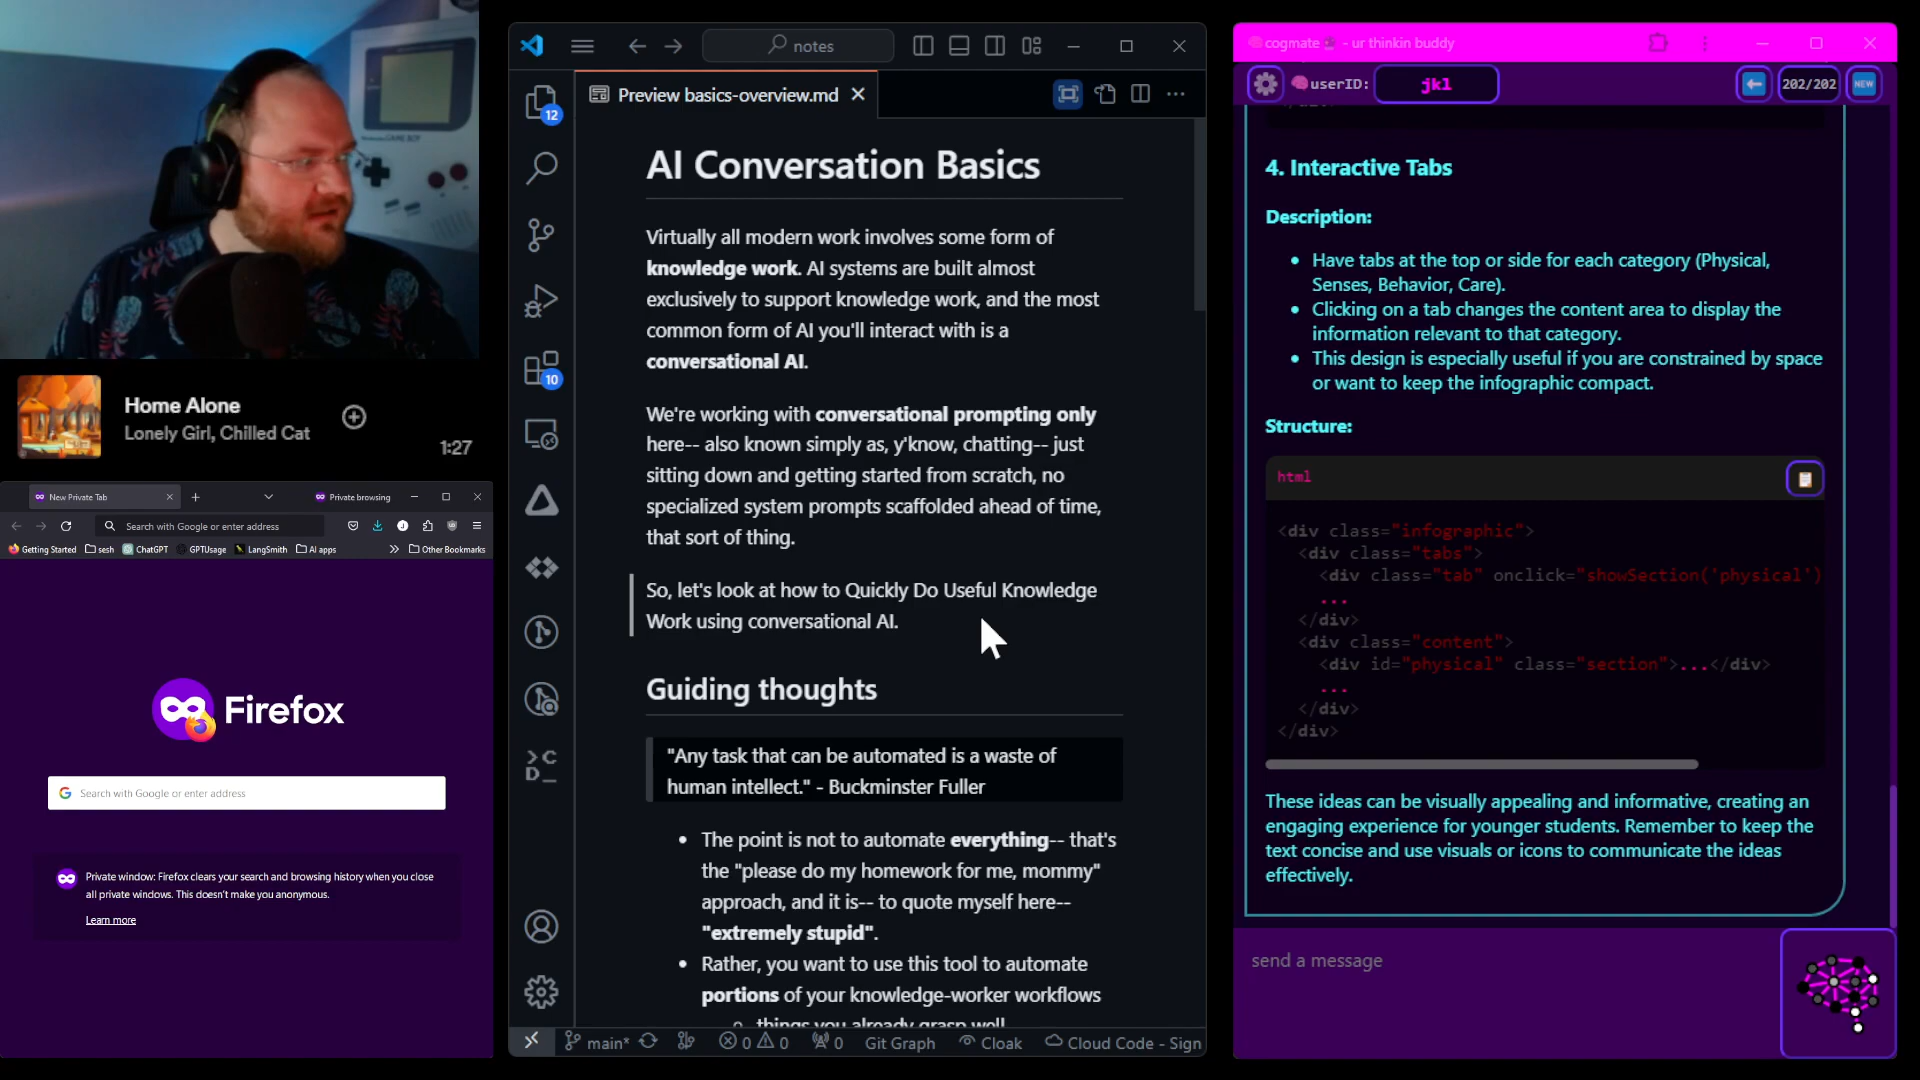 GAME BOY
Home Alone
Lonely Girl, Chilled Cat
1:27
New Private Tab
Private browsing
Search with Google or enter address
Getting Started
sesh
ChatGPT
GPTUsage
LangSmith
AI apps
Other Bookmarks
Firefox
Search with Google or enter address
Private window: Firefox clears your search and browsing history when you close
all private windows. This doesn't make you anonymous.
Learn more
notes
12
10
Preview basics-overview.md
AI Conversation Basics
Virtually all modern work involves some form of
knowledge work. AI systems are built almost
exclusively to support knowledge work, and the most
common form of AI you'll interact with is a
conversational AI.
We're working with conversational prompting only
here-- also known simply as, y'know, chatting-- just
sitting down and getting started from scratch, no
specialized system prompts scaffolded ahead of time,
that sort of thing.
So, let's look at how to Quickly Do Useful Knowledge
Work using conversational AI.
Guiding thoughts
"Any task that can be automated is a waste of
human intellect." - Buckminster Fuller
• The point is not to automate everything-- that's
the "please do my homework for me, mommy"
approach, and it is-- to quote myself here--
"extremely stupid".
• Rather, you want to use this tool to automate
portions of your knowledge-worker workflows
things you already grasp well
main*
0
0
0
Git Graph
Cloak
Cloud Code - Sign
cogmate - ur thinkin buddy
userID:
jkl
202/202
NEW
4. Interactive Tabs
Description:
• Have tabs at the top or side for each category (Physical,
Senses, Behavior, Care).
• Clicking on a tab changes the content area to display the
information relevant to that category.
• This design is especially useful if you are constrained by space
or want to keep the infographic compact.
Structure:
html
<div class="infographic">
<div class="tabs">
<div class="tab" onclick="showSection('physical')
...
</div>
<div class="content">
<div id="physical" class="section">...</div>
...
</div>
</div>
These ideas can be visually appealing and informative, creating an
engaging experience for younger students. Remember to keep the
text concise and use visuals or icons to communicate the ideas
effectively.
send a message